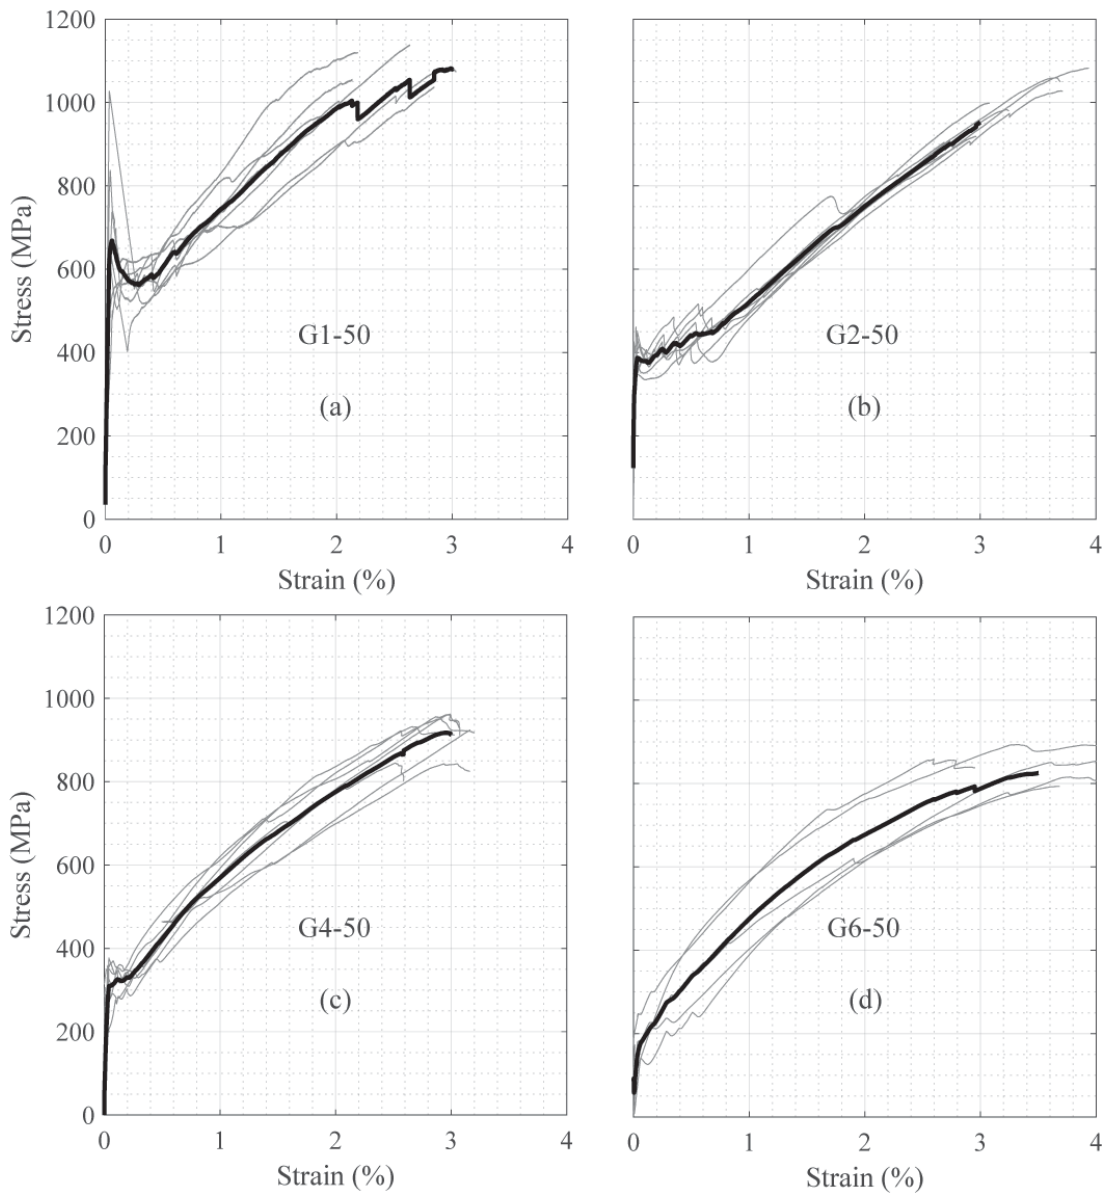 1200
1000
800
600
400
200
0
Stress (MPa)
G1-50
(a)
0 1 2 3 4
Strain (%)
G2-50
(b)
0 1 2 3 4
Strain (%)
1200
1000
800
600
400
200
0
Stress (MPa)
G4-50
(c)
0 1 2 3 4
Strain (%)
G6-50
(d)
0 1 2 3 4
Strain (%)